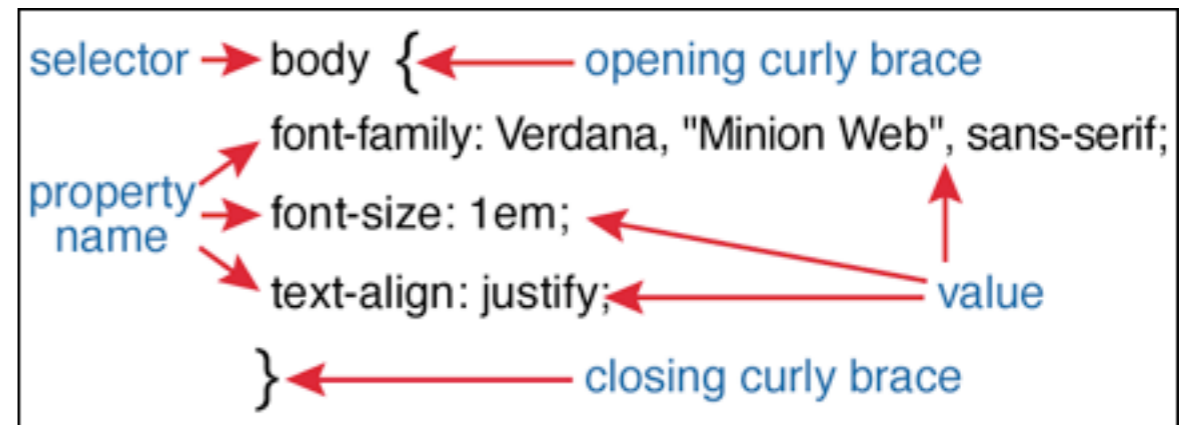 selector body { opening curly brace
font-family: Verdana, "Minion Web", sans-serif;
property
name
font-size: 1em;
text-align: justify; value
} closing curly brace